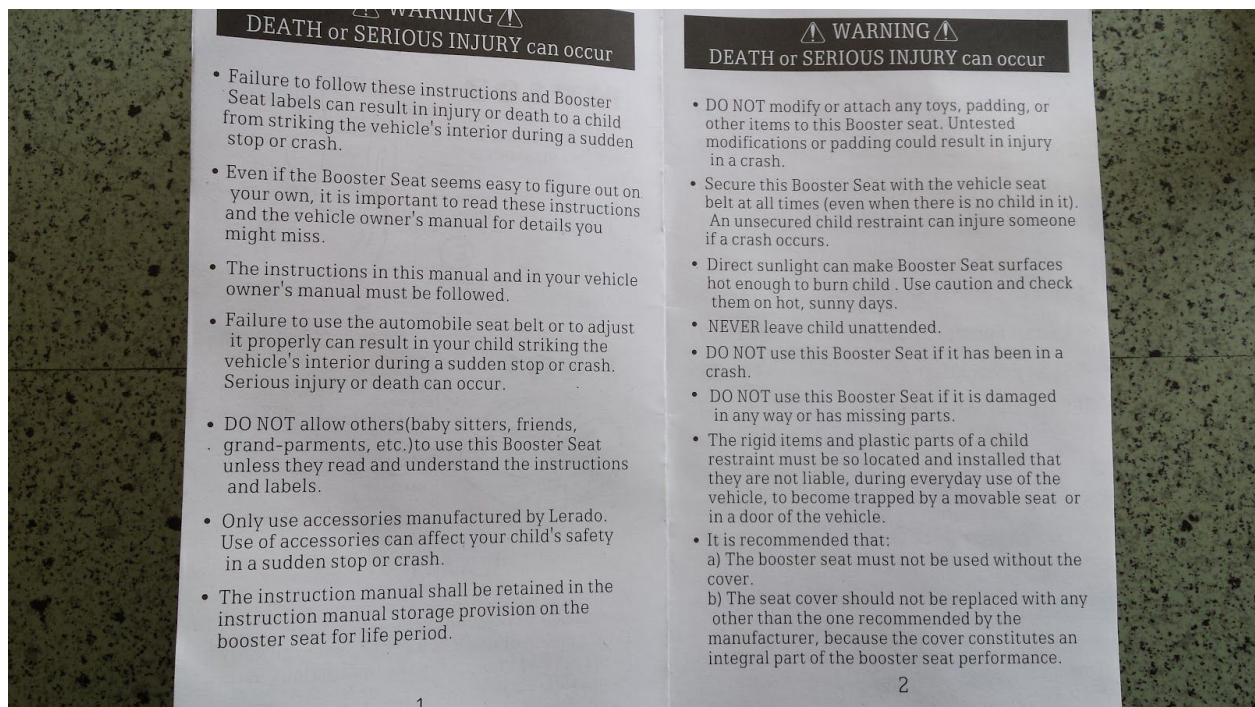 ⚠ WARNING ⚠
DEATH or SERIOUS INJURY can occur
• Failure to follow these instructions and Booster
Seat labels can result in injury or death to a child
from striking the vehicle's interior during a sudden
stop or crash.
• Even if the Booster Seat seems easy to figure out on
your own, it is important to read these instructions
and the vehicle owner's manual for details you
might miss.
• The instructions in this manual and in your vehicle
owner's manual must be followed.
• Failure to use the automobile seat belt or to adjust
it properly can result in your child striking the
vehicle's interior during a sudden stop or crash.
Serious injury or death can occur.
• DO NOT allow others(baby sitters, friends,
grand-parments, etc.)to use this Booster Seat
unless they read and understand the instructions
and labels.
• Only use accessories manufactured by Lerado.
Use of accessories can affect your child's safety
in a sudden stop or crash.
• The instruction manual shall be retained in the
instruction manual storage provision on the
booster seat for life period.
1
⚠ WARNING ⚠
DEATH or SERIOUS INJURY can occur
• DO NOT modify or attach any toys, padding, or
other items to this Booster seat. Untested
modifications or padding could result in injury
in a crash.
• Secure this Booster Seat with the vehicle seat
belt at all times (even when there is no child in it).
An unsecured child restraint can injure someone
if a crash occurs.
• Direct sunlight can make Booster Seat surfaces
hot enough to burn child . Use caution and check
them on hot, sunny days.
• NEVER leave child unattended.
• DO NOT use this Booster Seat if it has been in a
crash.
• DO NOT use this Booster Seat if it is damaged
in any way or has missing parts.
• The rigid items and plastic parts of a child
restraint must be so located and installed that
they are not liable, during everyday use of the
vehicle, to become trapped by a movable seat or
in a door of the vehicle.
• It is recommended that:
a) The booster seat must not be used without the
cover.
b) The seat cover should not be replaced with any
other than the one recommended by the
manufacturer, because the cover constitutes an
integral part of the booster seat performance.
2